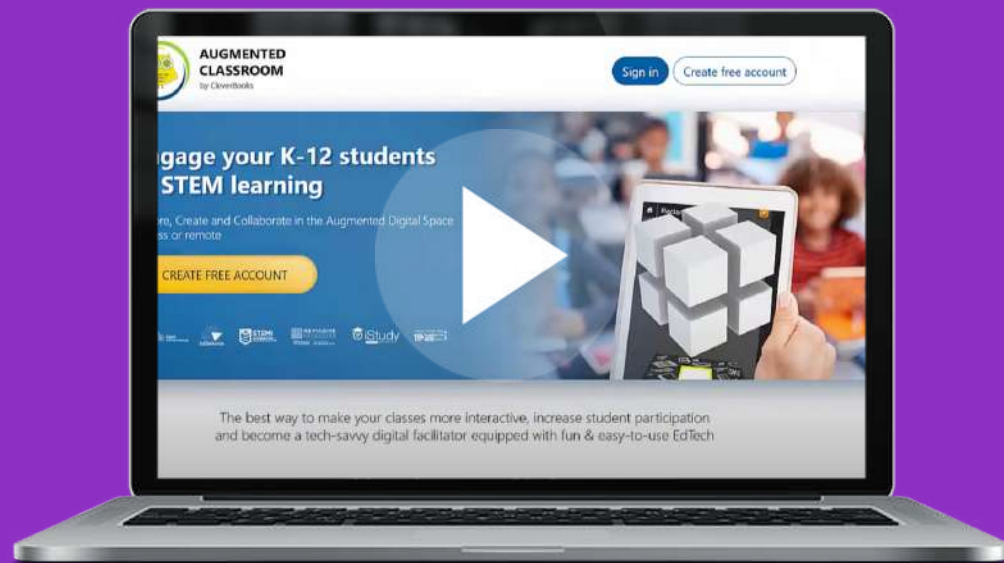 AUGMENTED
CLASSROOM
by CleverBooks
Sign in
Create free account
gage your K-12 students
STEM learning
re, Create and Collaborate in the Augmented Digital Space
ss or remote
CREATE FREE ACCOUNT
STEMI
iStudy
The best way to make your classes more interactive, increase student participation
and become a tech-savvy digital facilitator equipped with fun & easy-to-use EdTech